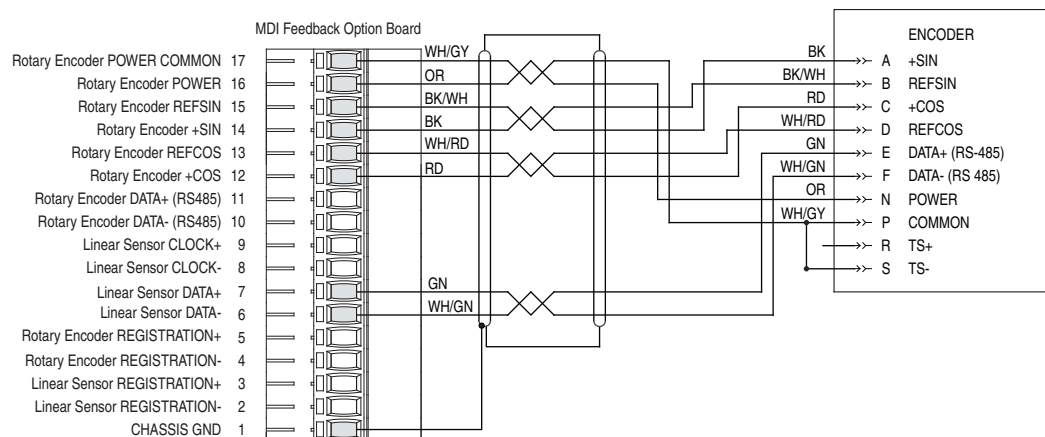 MDI Feedback Option Board
Rotary Encoder POWER COMMON 17
Rotary Encoder POWER 16
Rotary Encoder REFSIN 15
Rotary Encoder +SIN 14
Rotary Encoder REFCOS 13
Rotary Encoder +COS 12
Rotary Encoder DATA+ (RS485) 11
Rotary Encoder DATA- (RS485) 10
Linear Sensor CLOCK+ 9
Linear Sensor CLOCK- 8
Linear Sensor DATA+ 7
Linear Sensor DATA- 6
Rotary Encoder REGISTRATION+ 5
Rotary Encoder REGISTRATION- 4
Linear Sensor REGISTRATION+ 3
Linear Sensor REGISTRATION- 2
CHASSIS GND 1
WH/GY
OR
BK/WH
BK
WH/RD
RD
GN
WH/GN
BK
BK/WH
RD
WH/RD
GN
WH/GN
OR
WH/GY
ENCODER
A +SIN
B REFSIN
C +COS
D REFCOS
E DATA+ (RS-485)
F DATA- (RS 485)
N POWER
P COMMON
R TS+
S TS-